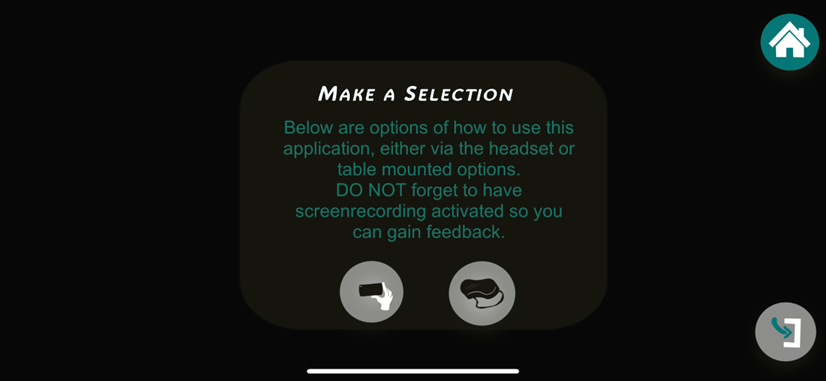 Make a Selection
Below are options of how to use this
application, either via the headset or
table mounted options.
DO NOT forget to have
screenrecording activated so you
can gain feedback.